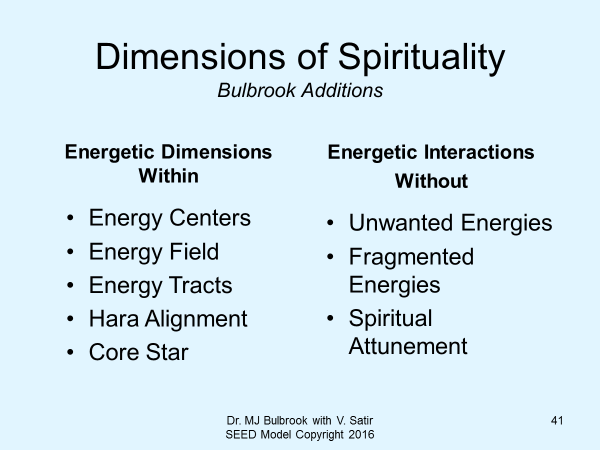 Dimensions of Spirituality
Bulbrook Additions
Energetic Dimensions
Within
• Energy Centers
• Energy Field
• Energy Tracts
• Hara Alignment
• Core Star
Energetic Interactions
Without
• Unwanted Energies
• Fragmented
Energies
• Spiritual
Attunement
Dr. MJ Bulbrook with V. Satir
SEED Model Copyright 2016
41